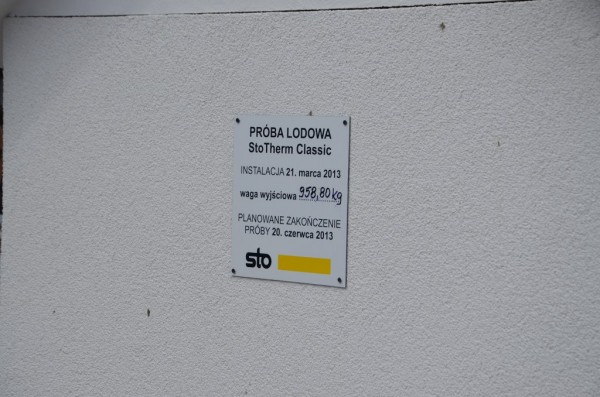 PRÓBA LODOWA
StoTherm Classic
INSTALACJA 21. marca 2013
waga wyjściowa 958,80 kg
PLANOWANE ZAKOŃCZENIE
PRÓBY 20. czerwca 2013
sto